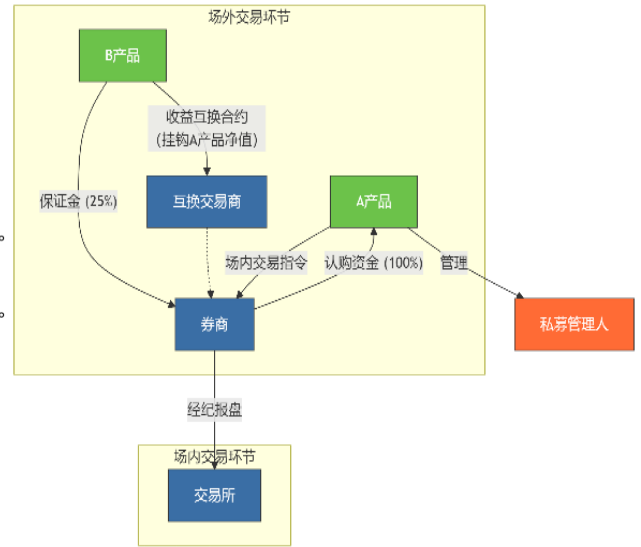 场外交易环节
B产品
收益互换合约
(挂钩A产品净值)
保证金 (25%)
互换交易商
A产品
场内交易指令
认购资金 (100%)
管理
券商
私募管理人
经纪报盘
场内交易环节
交易所